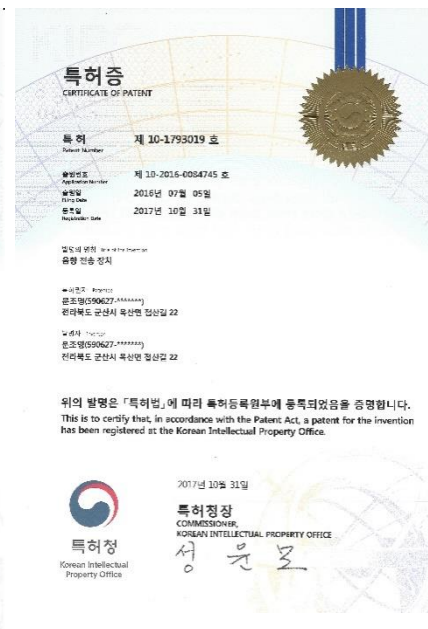 특허증
CERTIFICATE OF PATENT
특 허 제 10-1793019 호
Patent Number
출원번호 제 10-2016-0084745 호
Application Number
출원일 2016년 07월 05일
Filing Date
등록일 2017년 10월 31일
Registration Date
발명의 명칭 Title of the Invention
음향 전송 장치
특허권자 Patentee
문조명(590627-*******)
전라북도 군산시 옥산면 접산길 22
발명자 Inventor
문조명(590627-*******)
전라북도 군산시 옥산면 접산길 22
위의 발명은 「특허법」에 따라 특허등록원부에 등록되었음을 증명합니다.
This is to certify that, in accordance with the Patent Act, a patent for the invention
has been registered at the Korean Intellectual Property Office.
2017년 10월 31일
특허청장
COMMISSIONER,
KOREAN INTELLECTUAL PROPERTY OFFICE
성윤모
특허청
Korean Intellectual
Property Office